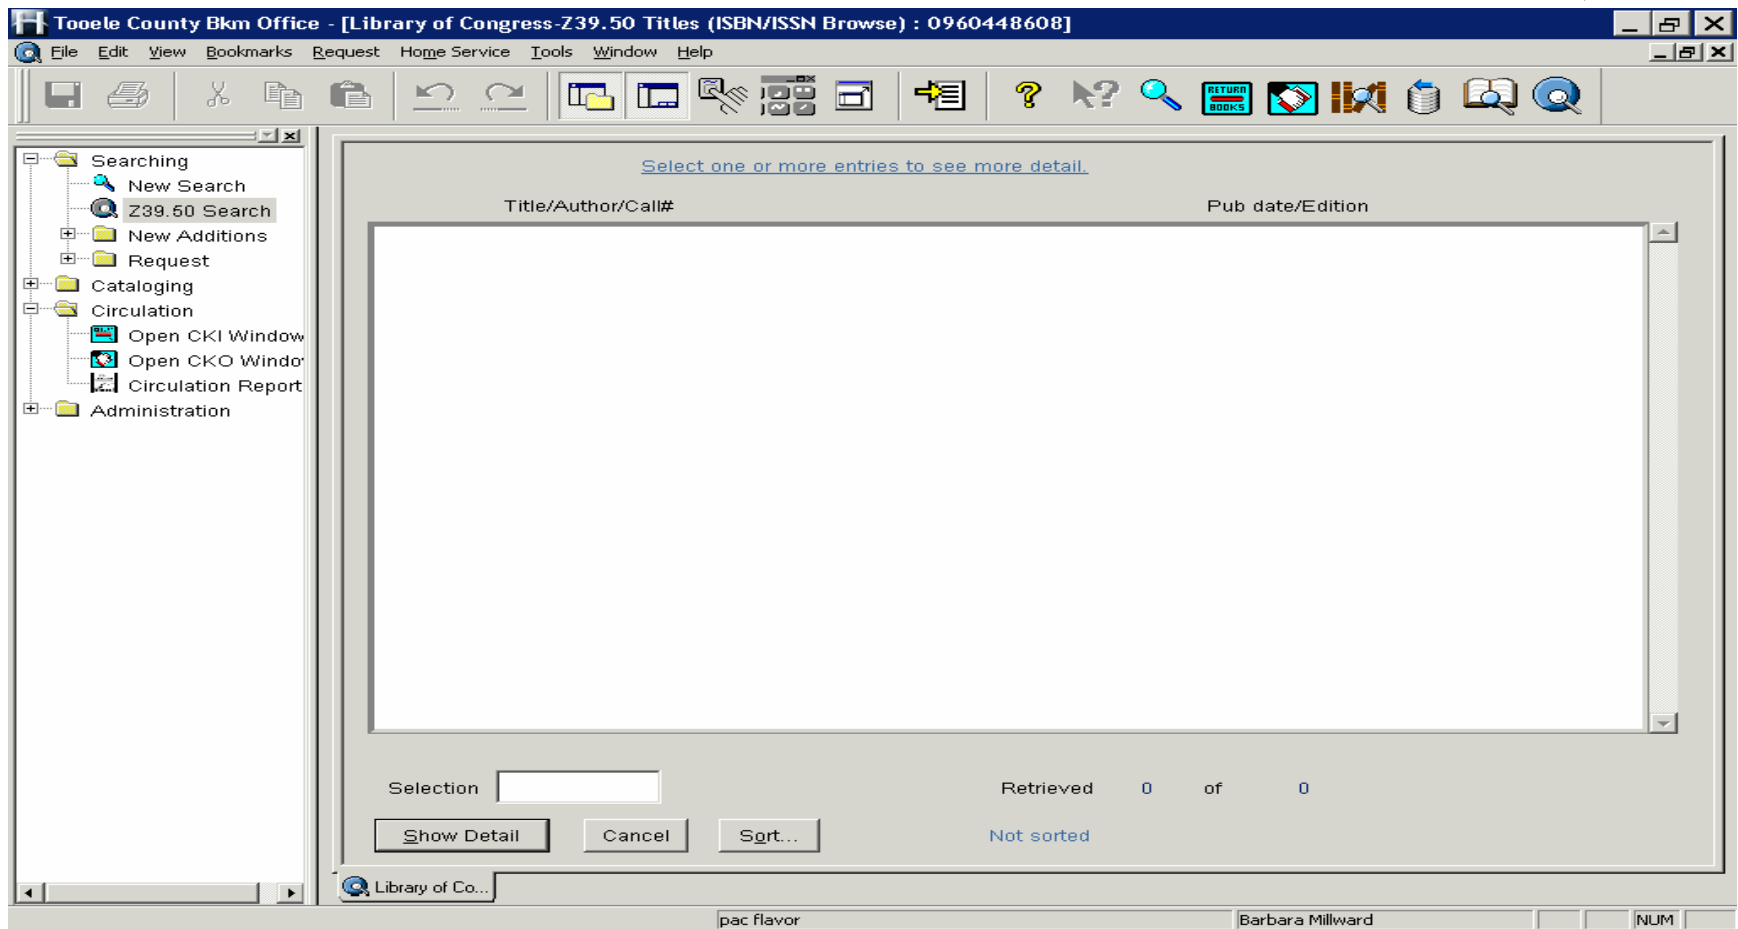 Tooele County Bkm Office - [Library of Congress-Z39.50 Titles (ISBN/ISSN Browse) : 0960448608]
File Edit View Bookmarks Request Home Service Tools Window Help
RETURN
BOOKS
Searching
New Search
Z39.50 Search
New Additions
Request
Cataloging
Circulation
Open CKI Window
Open CKO Windo
Circulation Report
Administration
Select one or more entries to see more detail.
Title/Author/Call# Pub date/Edition
Selection Retrieved 0 of 0
Show Detail Cancel Sort... Not sorted
Library of Co...
pac flavor Barbara Millward NUM